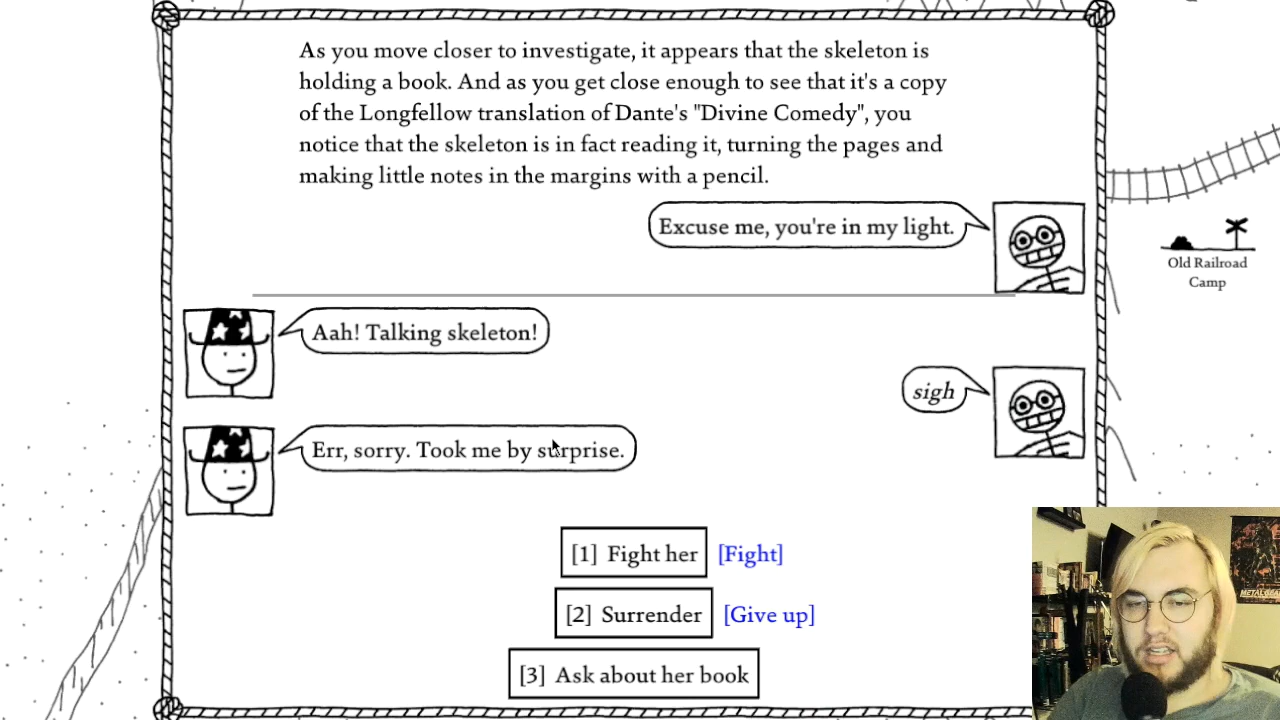 As you move closer to investigate, it appears that the skeleton is
holding a book. And as you get close enough to see that it's a copy
of the Longfellow translation of Dante's "Divine Comedy", you
notice that the skeleton is in fact reading it, turning the pages and
making little notes in the margins with a pencil.
Excuse me, you're in my light.
Old Railroad
Camp
Aah! Talking skeleton!
sigh
Err, sorry. Took me by surprise.
[1] Fight her [Fight]
[2] Surrender [Give up]
[3] Ask about her book
METAL GEAR